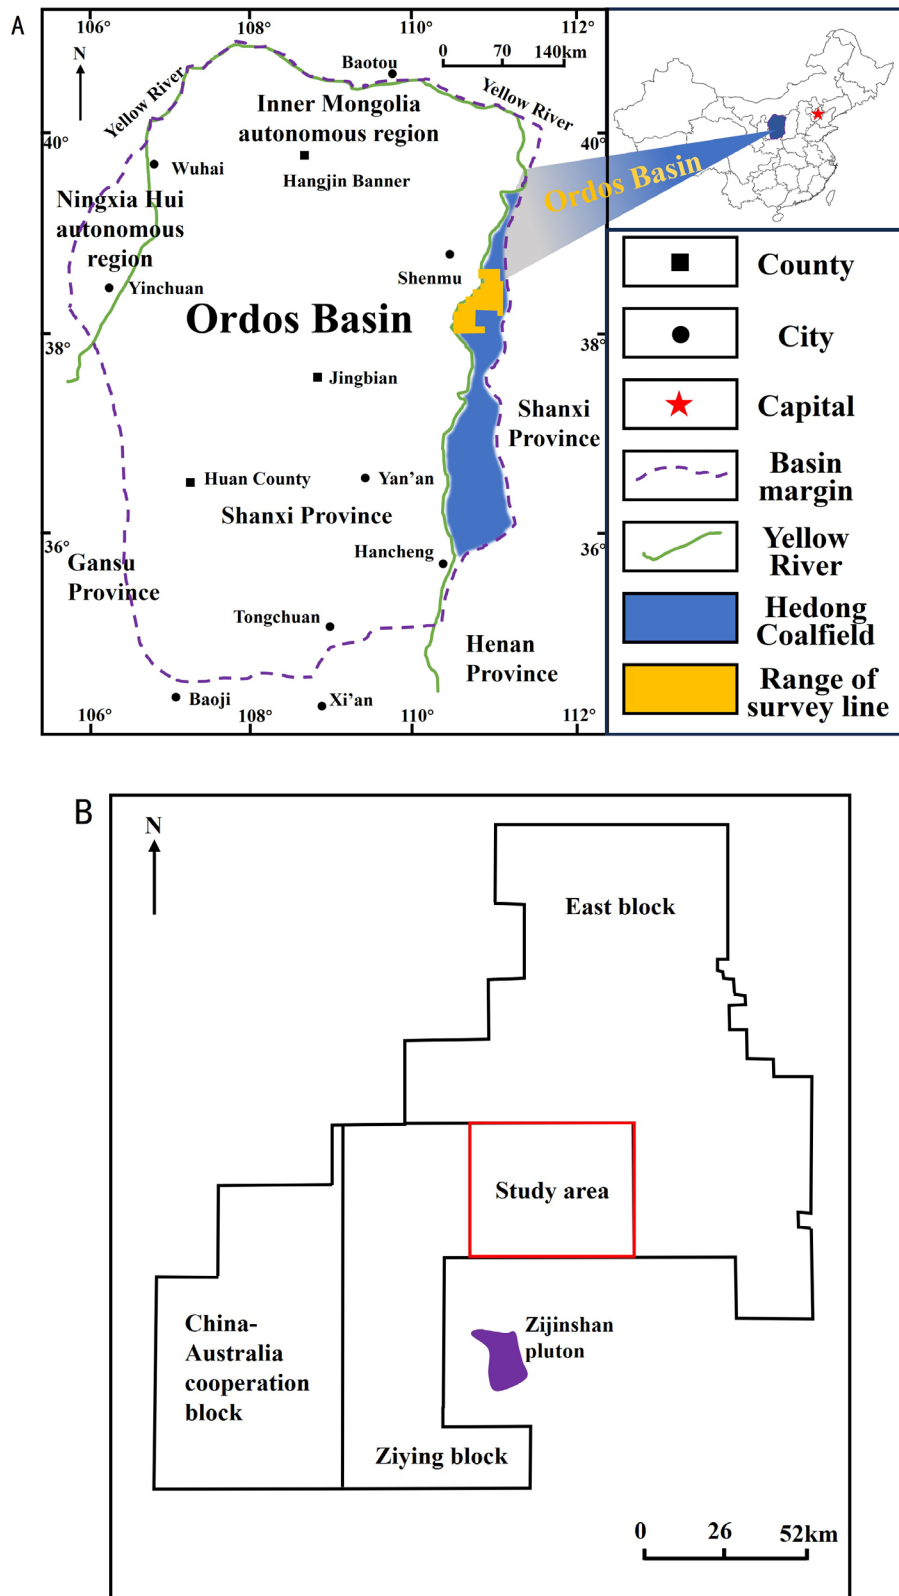 A
106°
108°
110°
112°
N
0 70 140km
Baotou
Yellow River
Yellow River
Inner Mongolia
autonomous region
40°
40°
Wuhai
Hangjin Banner
Ordos Basin
Ningxia Hui
autonomous
region
Shenmu
Yinchuan
Ordos Basin
38°
38°
Jingbian
Shanxi
Province
Huan County
Yan’an
Shanxi Province
36°
36°
Hancheng
Gansu
Province
Tongchuan
Henan
Province
Baoji
Xi’an
106°
108°
110°
112°
County
City
Capital
Basin
margin
Yellow
River
Hedong
Coalfield
Range of
survey line
B
N
East block
Study area
China-
Australia
cooperation
block
Zijinshan
pluton
Ziying block
0 26 52km